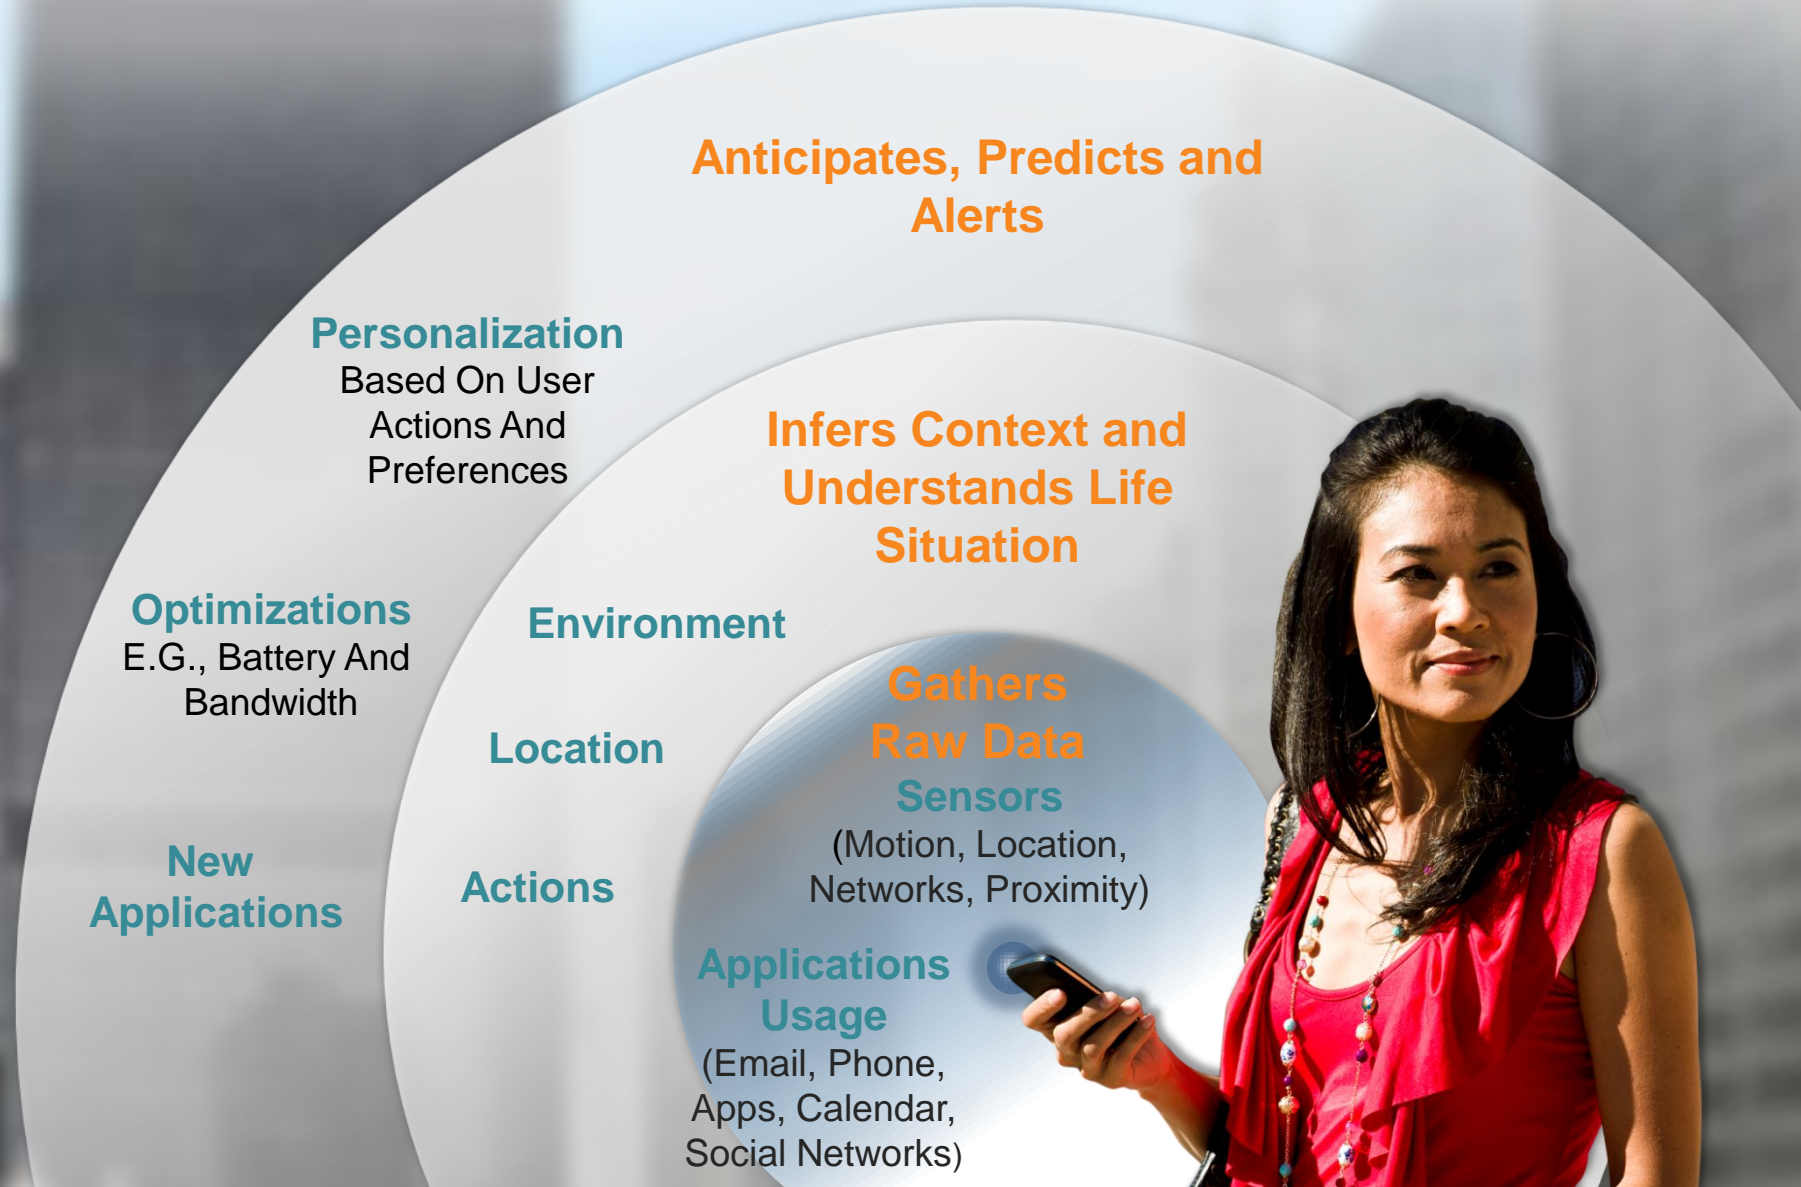 Anticipates, Predicts and
Alerts
Personalization
Based On User
Actions And
Preferences
Infers Context and
Understands Life
Situation
Optimizations
E.G., Battery And
Bandwidth
Environment
Location
Gathers
Raw Data
Sensors
(Motion, Location,
Networks, Proximity)
New
Applications
Actions
Applications
Usage
(Email, Phone,
Apps, Calendar,
Social Networks)